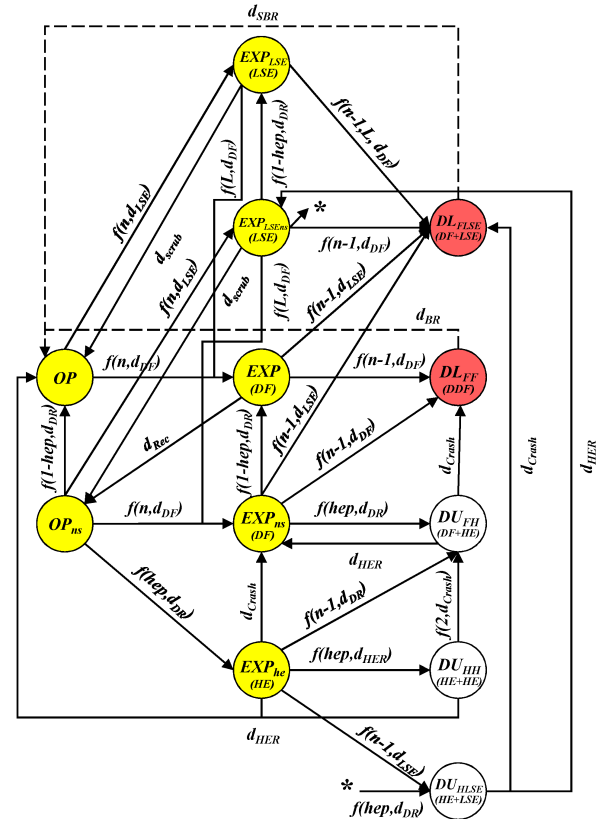 d_SBR
EXP_LSE
(LSE)
f(n-1,L, d_DF)
f(L,d_DF)
f(1-hep,d_DR)
f(n,d_LSE)
d_scrub
f(n,d_LSE)
EXP_LSEns
(LSE)
*
f(n-1,d_DF)
DL_FLSE
(DF+LSE)
d_scrub
f(L,d_DF)
f(n-1,d_LSE)
d_BR
OP
f(n,d_DF)
EXP
(DF)
f(n-1,d_DF)
DL_FF
(DDF)
f(1-hep,d_DR)
d_Rec
f(1-hep,d_DR)
f(n-1,d_LSE)
f(n-1,d_DF)
d_Crash
d_Crash
d_HER
OP_ns
f(n,d_DF)
EXP_ns
(DF)
f(hep,d_DR)
DU_FH
(DF+HE)
d_HER
f(hep,d_DR)
d_Crash
f(n-1,d_DR)
f(2,d_Crash)
EXP_he
(HE)
f(hep,d_HER)
DU_HH
(HE+HE)
d_HER
f(n-1,d_LSE)
*
f(hep,d_DR)
DU_HLSE
(HE+LSE)